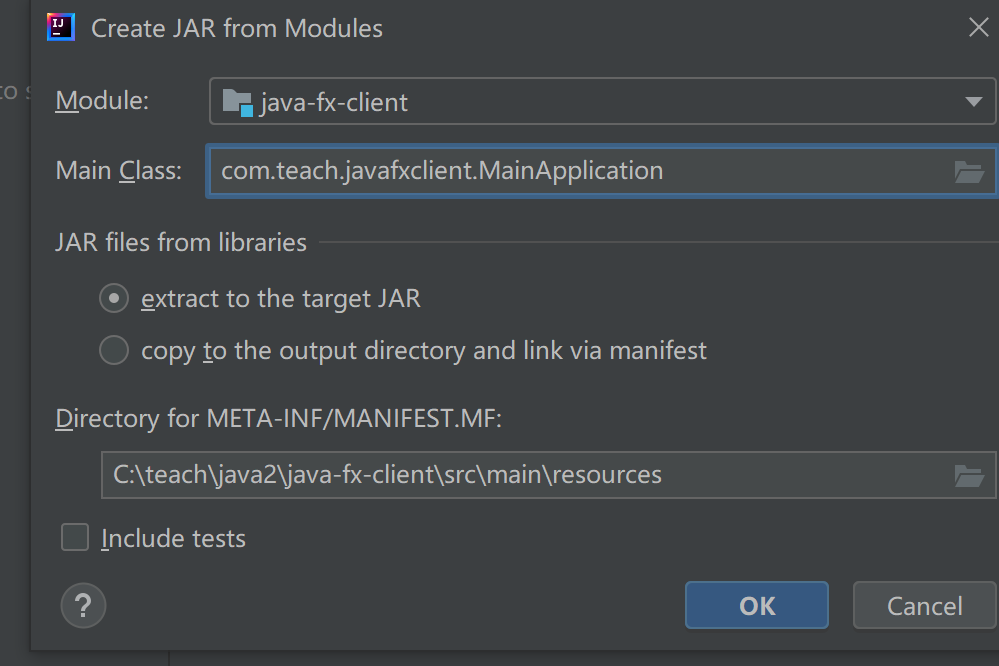 IJ
Create JAR from Modules
to s
Module:
java-fx-client
Main Class:
com.teach.javafxclient.MainApplication
JAR files from libraries
extract to the target JAR
copy to the output directory and link via manifest
Directory for META-INF/MANIFEST.MF:
C:\teach\java2\java-fx-client\src\main\resources
Include tests
?
OK
Cancel